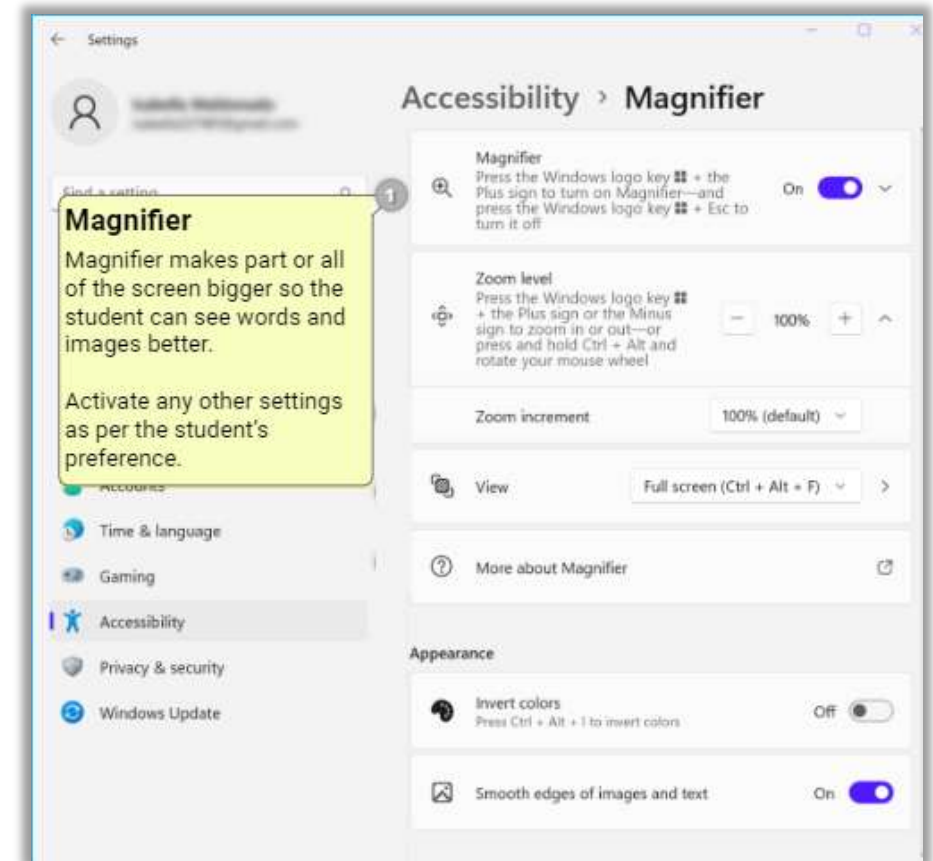 Settings
Accessibility > Magnifier
Find a setting
1
Magnifier
Magnifier makes part or all
of the screen bigger so the
student can see words and
images better.
Activate any other settings
as per the student's
preference.
Accounts
Time & language
Gaming
Accessibility
Privacy & security
Windows Update
Magnifier
Press the Windows logo key + the
Plus sign to turn on Magnifier—and
press the Windows logo key + Esc to
turn it off
On
Zoom level
Press the Windows logo key
+ the Plus sign or the Minus
sign to zoom in or out—or
press and hold Ctrl + Alt and
rotate your mouse wheel
100%
Zoom increment
100% (default)
View
Full screen (Ctrl + Alt + F)
More about Magnifier
Appearance
Invert colors
Press Ctrl + Alt + I to invert colors
Off
Smooth edges of images and text
On